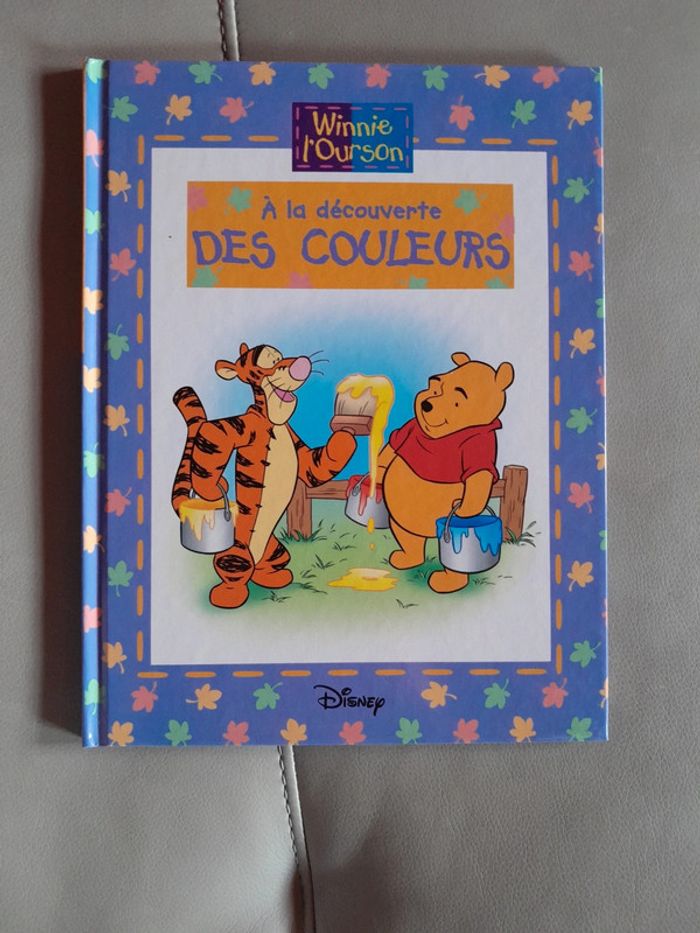 Winnie
l'Ourson
À la découverte
DES COULEURS
Disney